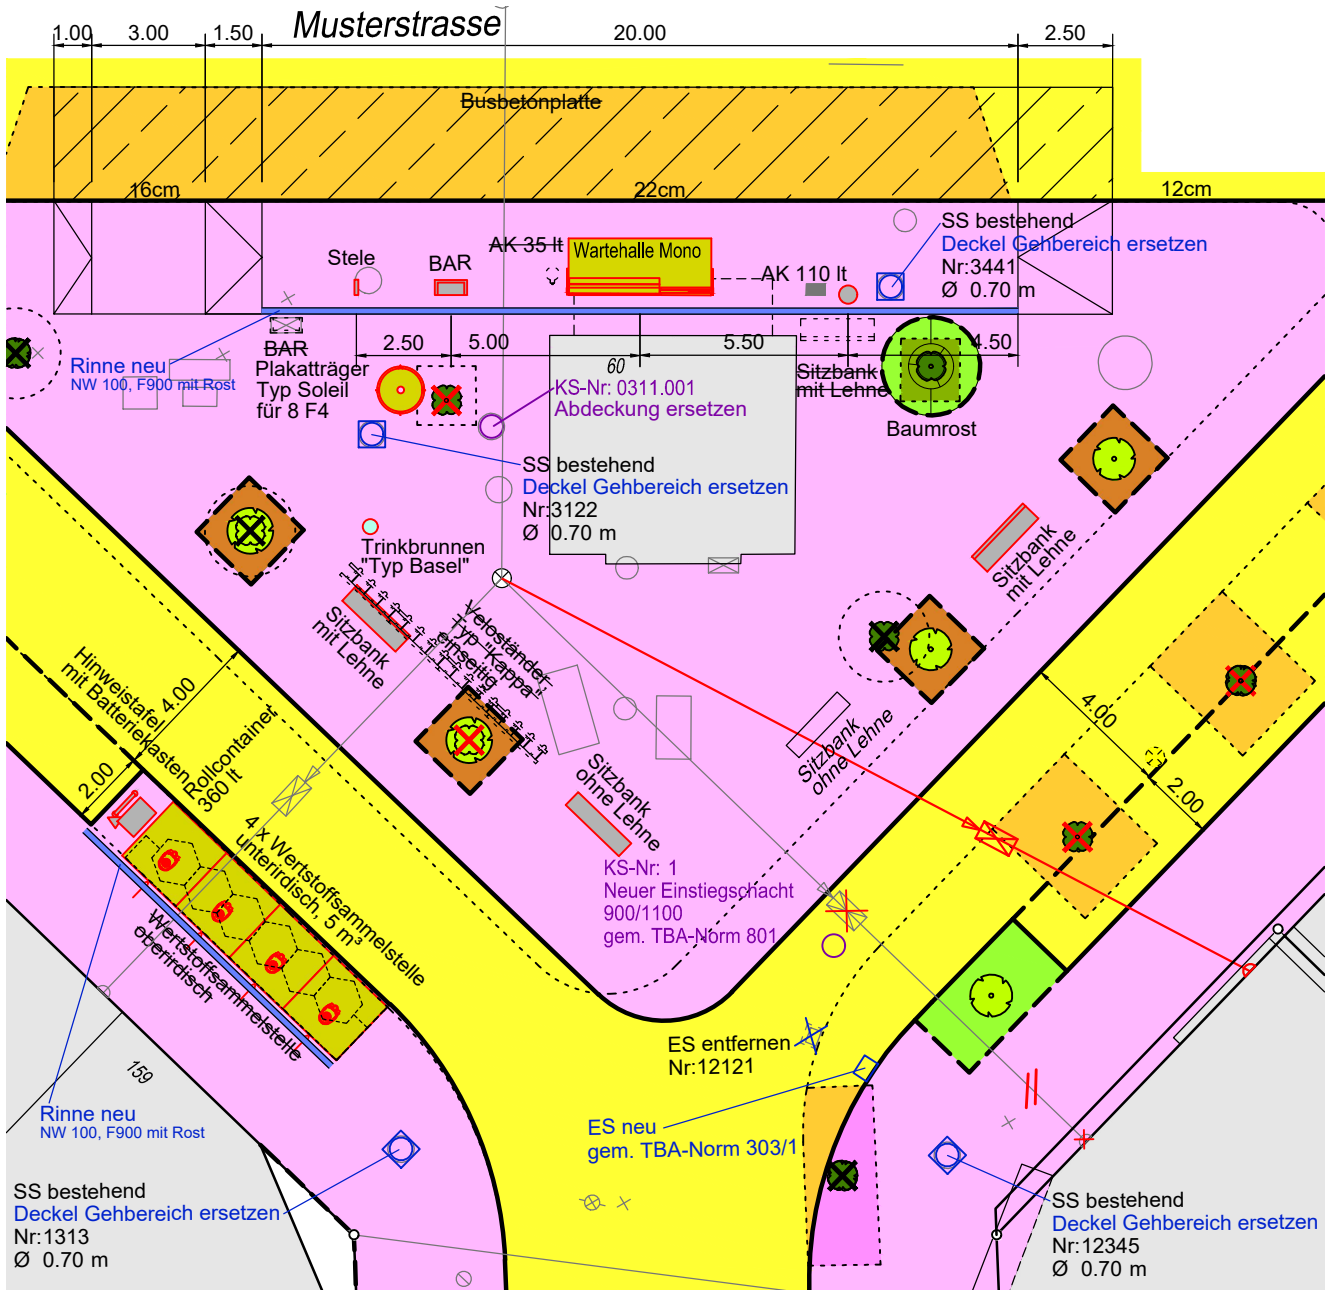 Musterstrasse
1.00
3.00
1.50
20.00
2.50
Busbetonplatte
16cm
22cm
12cm
SS bestehend
Deckel Gehbereich ersetzen
Nr:3441
Ø 0.70 m
Stele
BAR
AK 35 lt
Wartehalle Mono
AK 110 lt
Rinne neu
NW 100, F900 mit Rost
BAR
Plakatträger
Typ Soleil
für 8 F4
2.50
5.00
60
5.50
4.50
Sitzbank
mit Lehne
Baumrost
KS-Nr: 0311.001
Abdeckung ersetzen
SS bestehend
Deckel Gehbereich ersetzen
Nr:3122
Ø 0.70 m
Trinkbrunnen
"Typ Basel"
Sitzbank
mit Lehne
Veloständer,
Typ "Kappa"
einseitig
Sitzbank
mit Lehne
Sitzbank
ohne Lehne
Sitzbank
ohne Lehne
Hinweistafel
mit Batteriekasten
4.00
2.00
Rollcontainet
360 lt
4 x Wertstoffsammelstelle
unterirdisch, 5 m³
Wertstoffsammelstelle
oberirdisch
4.00
2.00
KS-Nr: 1
Neuer Einstiegschacht
900/1100
gem. TBA-Norm 801
ES entfernen
Nr:12121
ES neu
gem. TBA-Norm 303/1
159
Rinne neu
NW 100, F900 mit Rost
SS bestehend
Deckel Gehbereich ersetzen
Nr:1313
Ø 0.70 m
SS bestehend
Deckel Gehbereich ersetzen
Nr:12345
Ø 0.70 m